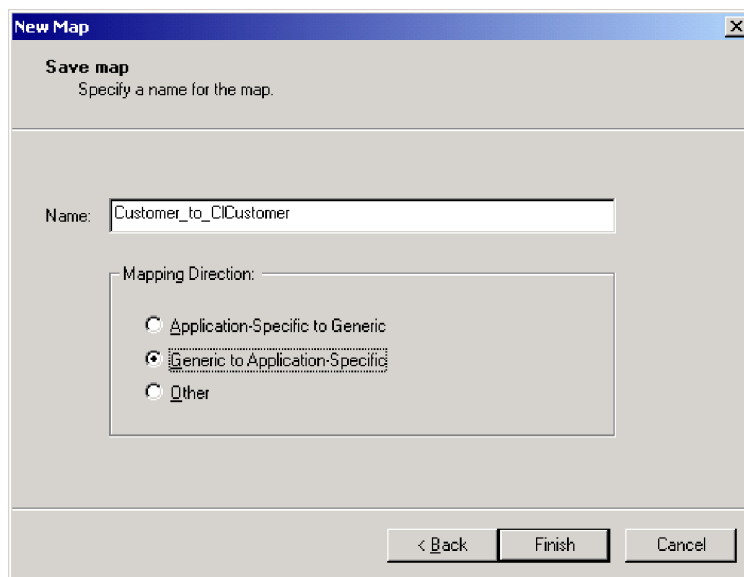 New Map
Save map
Specify a name for the map.
Name: Customer_to_ClCustomer
Mapping Direction:
Application-Specific to Generic
Generic to Application-Specific
Other
< Back Finish Cancel